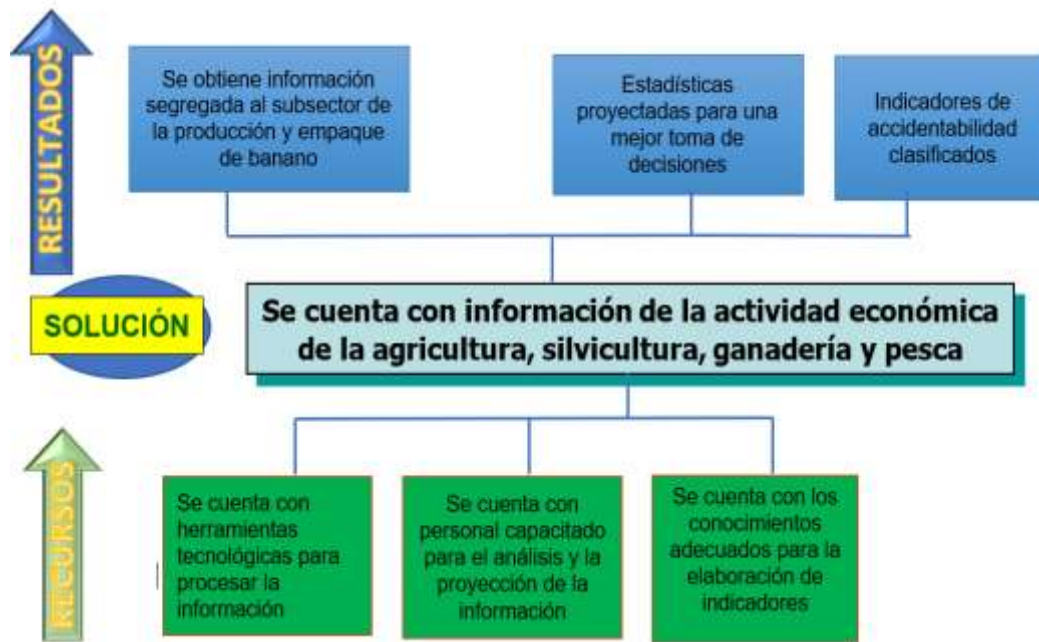 RESULTADOS
Se obtiene información
segregada al subsector de
la producción y empaque
de banano
Estadísticas
proyectadas para una
mejor toma de
decisiones
Indicadores de
accidentabilidad
clasificados
SOLUCIÓN
Se cuenta con información de la actividad económica
de la agricultura, silvicultura, ganadería y pesca
RECURSOS
Se cuenta con
herramientas
tecnológicas para
procesar la
información
Se cuenta con
personal capacitado
para el análisis y la
proyección de la
información
Se cuenta con los
conocimientos
adecuados para la
elaboración de
indicadores